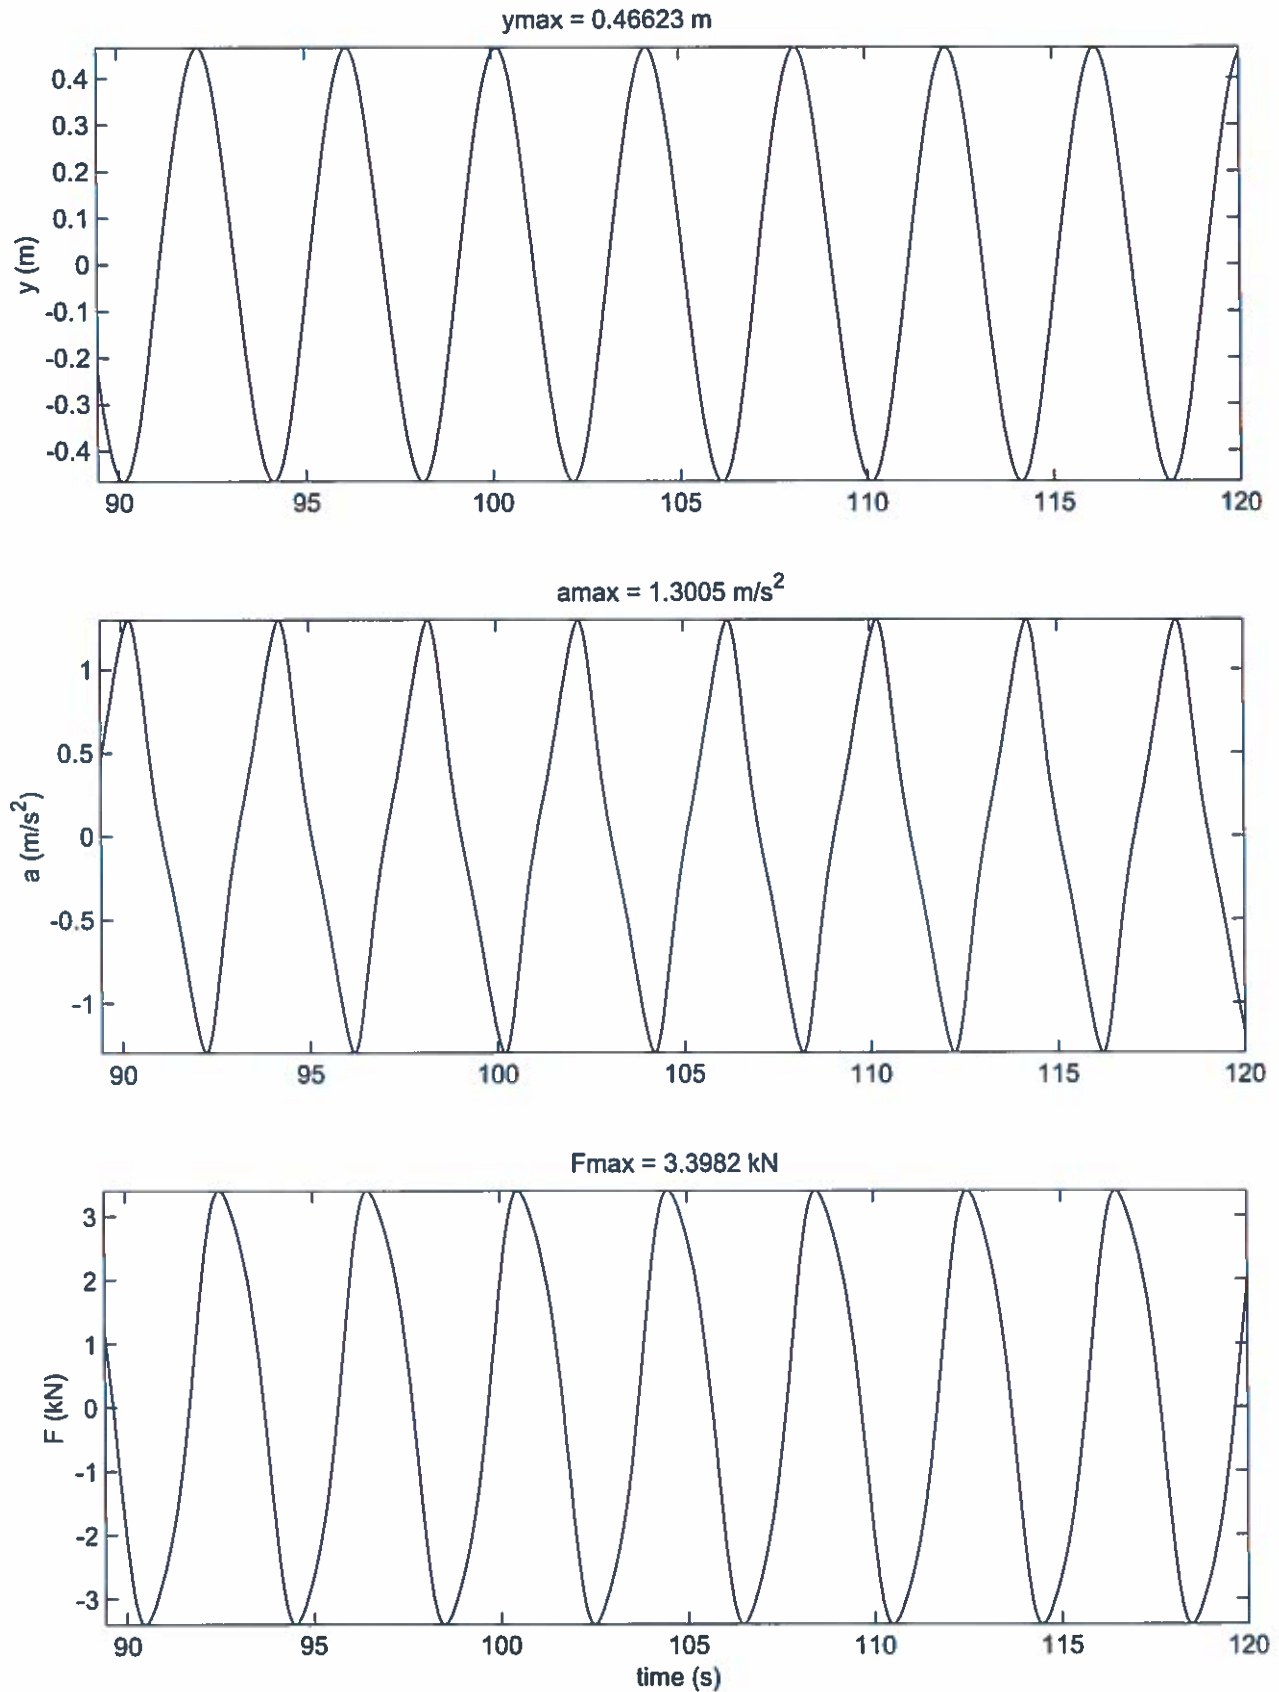 ymax = 0.46623 m
0.4
0.3
0.2
0.1
0
-0.1
-0.2
-0.3
-0.4
y (m)
90 95 100 105 110 115 120
amax = 1.3005 m/s²
1
0.5
0
-0.5
-1
a (m/s²)
90 95 100 105 110 115 120
Fmax = 3.3982 kN
3
2
1
0
-1
-2
-3
F (kN)
90 95 100 105 110 115 120
time (s)